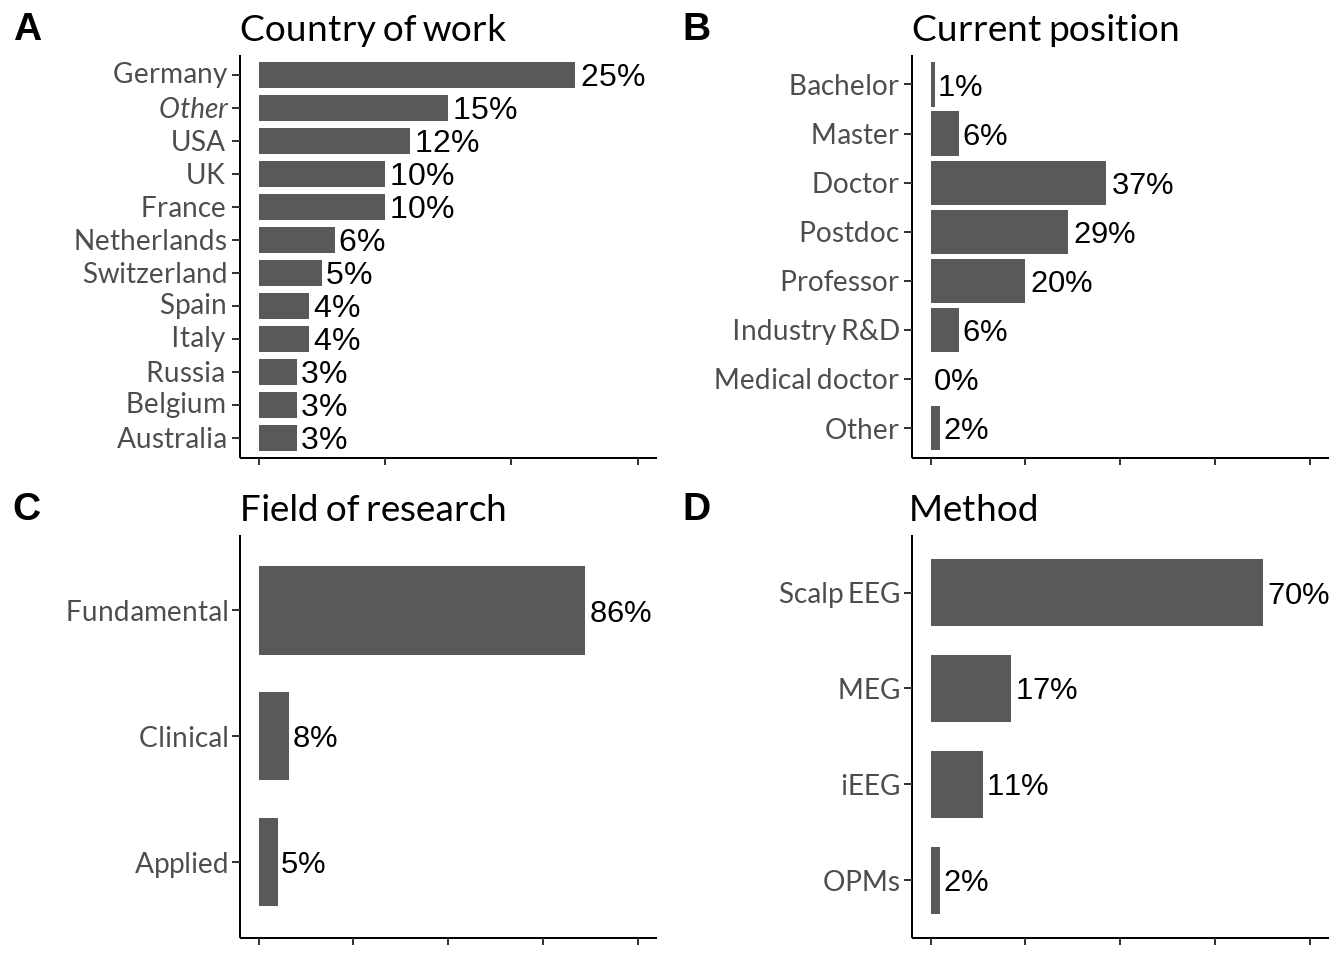 A Country of work
Germany 25%
Other 15%
USA 12%
UK 10%
France 10%
Netherlands 6%
Switzerland 5%
Spain 4%
Italy 4%
Russia 3%
Belgium 3%
Australia 3%
B Current position
Bachelor 1%
Master 6%
Doctor 37%
Postdoc 29%
Professor 20%
Industry R&D 6%
Medical doctor 0%
Other 2%
C Field of research
Fundamental 86%
Clinical 8%
Applied 5%
D Method
Scalp EEG 70%
MEG 17%
iEEG 11%
OPMs 2%